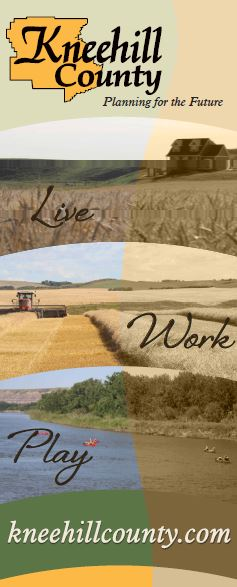 Kneehill
County
Planning for the Future
Live
Work
Play
kneehillcounty.com